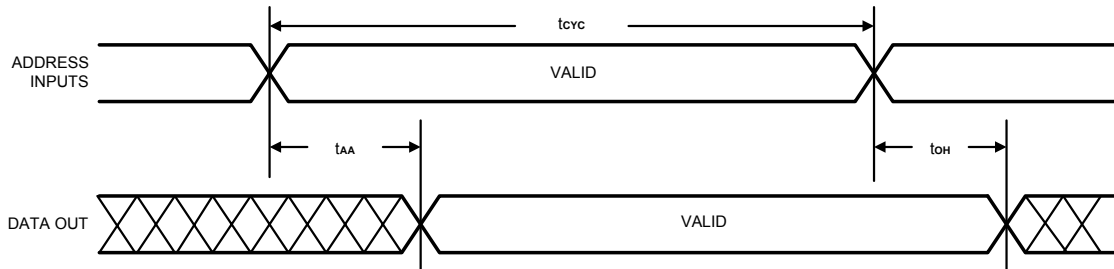 tCYC
ADDRESS
INPUTS
VALID
tAA
tOH
DATA OUT
VALID